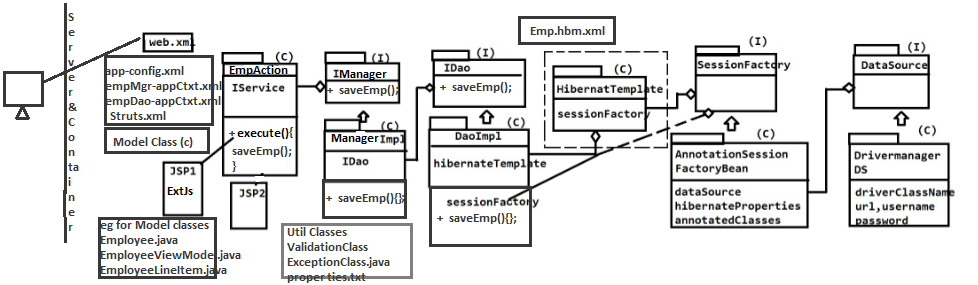 Server & Container
web.xml
app-config.xml
empMgr-appCtxt.xml
empDao-appCtxt.xml
Struts.xml
Model Class (c)
JSP1
ExtJs
JSP2
eg for Model classes
Employee.java
EmployeeViewModel.java
EmployeeLineItem.java
(C)
EmpAction
IService
+ execute(){
saveEmp();
}
(I)
IManager
+ saveEmp();
(C)
ManagerImpl
IDao
+ saveEmp(){};
Util Classes
ValidationClass
ExceptionClass.java
properties.txt
(I)
IDao
+ saveEmp();
(C)
DaoImpl
hibernateTemplate
sessionFactory
+ saveEmp(){};
Emp.hbm.xml
(C)
HibernatTemplate
sessionFactory
(I)
SessionFactory
(C)
AnnotationSession
FactoryBean
dataSource
hibernateProperties
annotatedClasses
(I)
DataSource
(C)
Drivermanager
DS
driverClassName
url,username
password